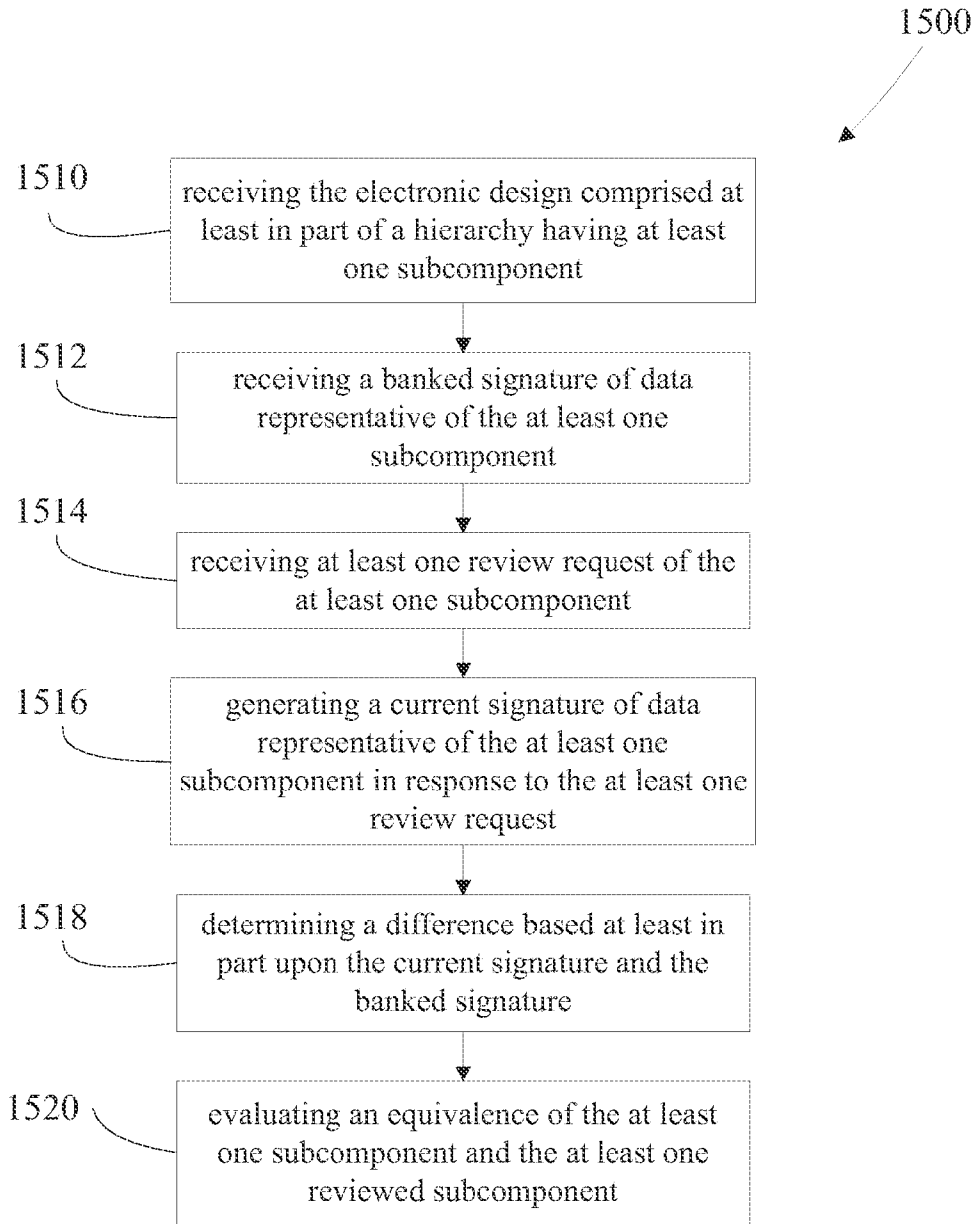 1500
1510
receiving the electronic design comprised at
least in part of a hierarchy having at least
one subcomponent
1512
receiving a banked signature of data
representative of the at least one
subcomponent
1514
receiving at least one review request of the
at least one subcomponent
1516
generating a current signature of data
representative of the at least one
subcomponent in response to the at least one
review request
1518
determining a difference based at least in
part upon the current signature and the
banked signature
1520
evaluating an equivalence of the at least
one subcomponent and the at least one
reviewed subcomponent